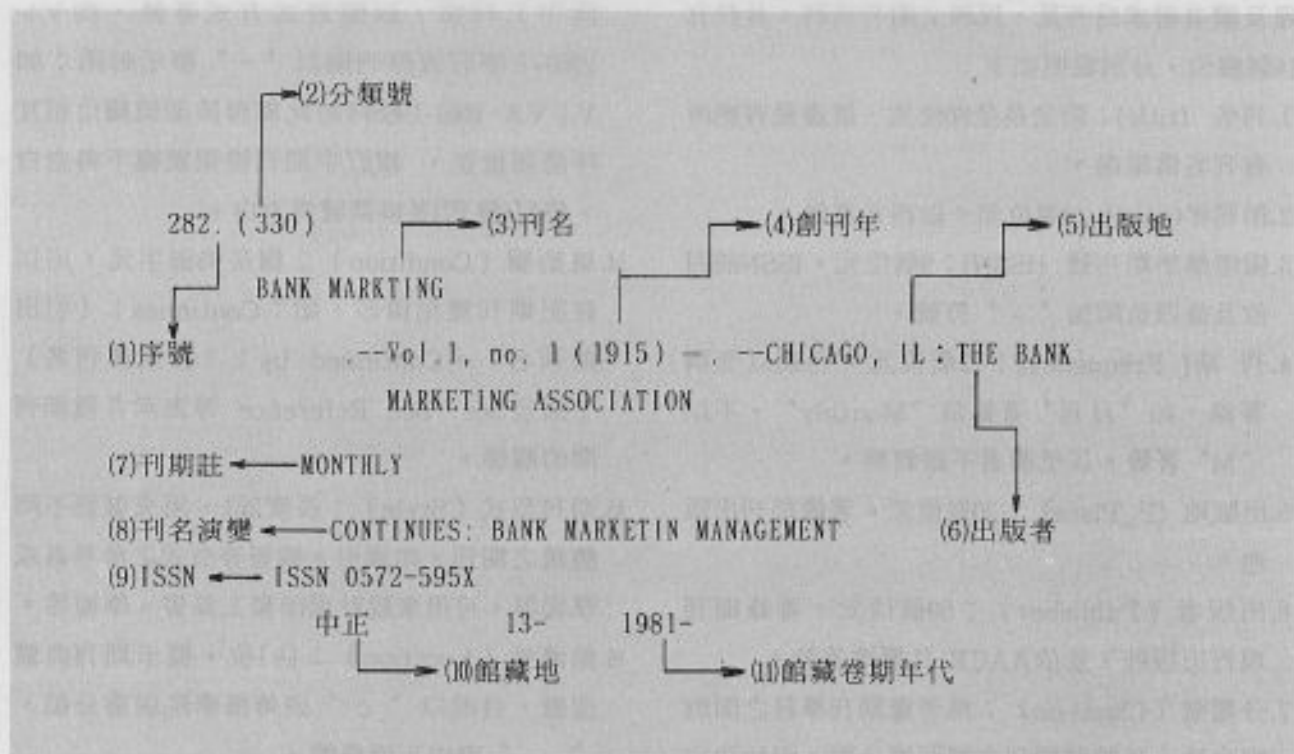 (2)分類號
282. (330) (3)刊名 (4)創刊年 (5)出版地
BANK MARKTING
(1)序號 --Vol 1, no. 1 (1915) - --CHICAGO, IL : THE BANK
MARKETING ASSOCIATION
(7)刊期註 MONTHLY
(8)刊名演變 CONTINUES: BANK MARKETIN MANAGEMENT (6)出版者
(9)ISSN ISSN 0572-595X
中正 13- 1981-
(10)館藏地 (11)館藏卷期年代